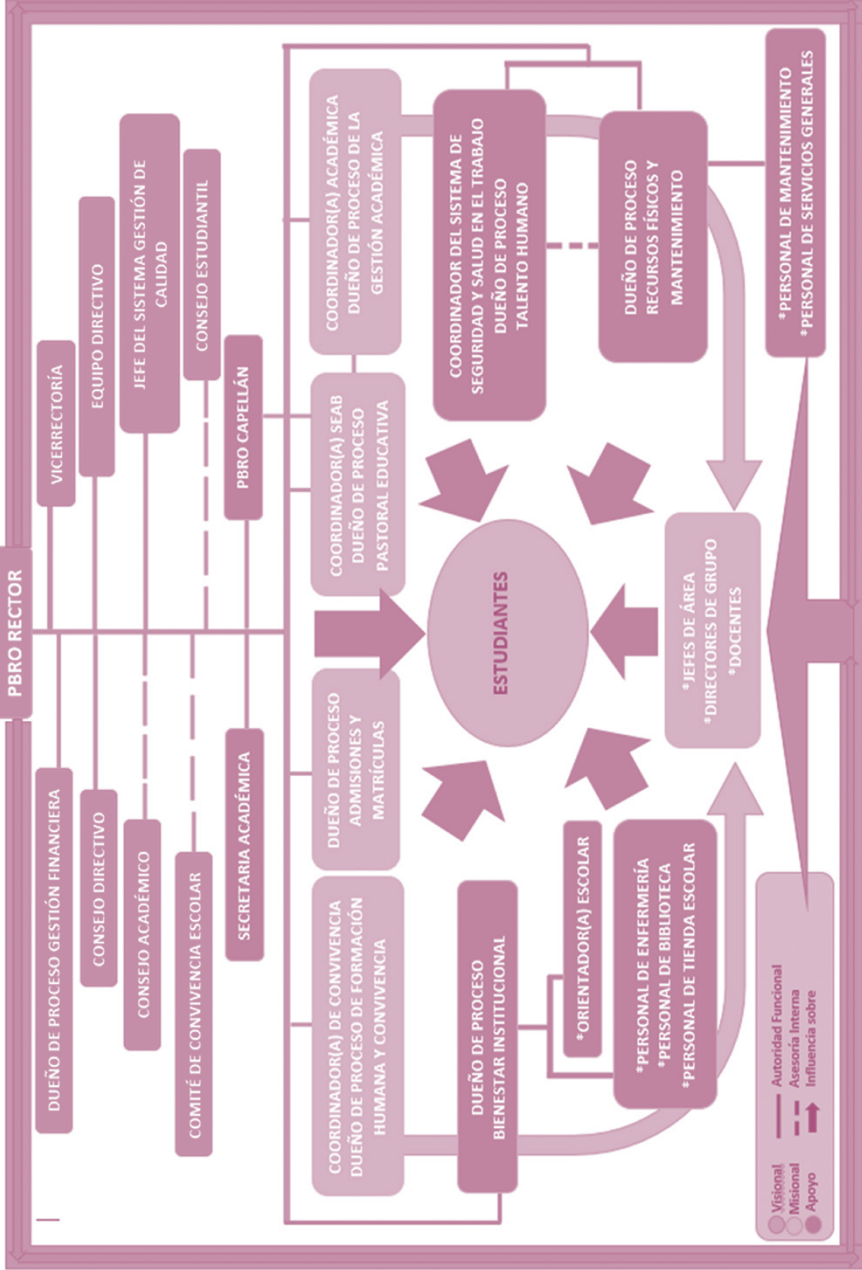 PBRO RECTOR
DUEÑO DE PROCESO GESTIÓN FINANCIERA
VICERRECTORÍA
CONSEJO DIRECTIVO
EQUIPO DIRECTIVO
CONSEJO ACADÉMICO
JEFE DEL SISTEMA GESTIÓN DE
CALIDAD
COMITÉ DE CONVIVENCIA ESCOLAR
CONSEJO ESTUDIANTIL
SECRETARIA ACADÉMICA
PBRO CAPELLÁN
COORDINADOR(A) DE CONVIVENCIA
DUEÑO DE PROCESO DE FORMACIÓN
HUMANA Y CONVIVENCIA
DUEÑO DE PROCESO
ADMISIONES Y
MATRÍCULAS
COORDINADOR(A) SEAB
DUEÑO DE PROCESO
PASTORAL EDUCATIVA
COORDINADOR(A) ACADÉMICA
DUEÑO DE PROCESO DE LA
GESTIÓN ACADÉMICA
DUEÑO DE PROCESO
BIENESTAR INSTITUCIONAL
ESTUDIANTES
COORDINADOR DEL SISTEMA DE
SEGURIDAD Y SALUD EN EL TRABAJO
DUEÑO DE PROCESO
TALENTO HUMANO
*ORIENTADOR(A) ESCOLAR
*PERSONAL DE ENFERMERÍA
*PERSONAL DE BIBLIOTECA
*PERSONAL DE TIENDA ESCOLAR
DUEÑO DE PROCESO
RECURSOS FÍSICOS Y
MANTENIMIENTO
*JEFES DE ÁREA
*DIRECTORES DE GRUPO
*DOCENTES
*PERSONAL DE MANTENIMIENTO
*PERSONAL DE SERVICIOS GENERALES
Visional
Misional
Apoyo
Autoridad Funcional
Asesoría Interna
Influencia sobre